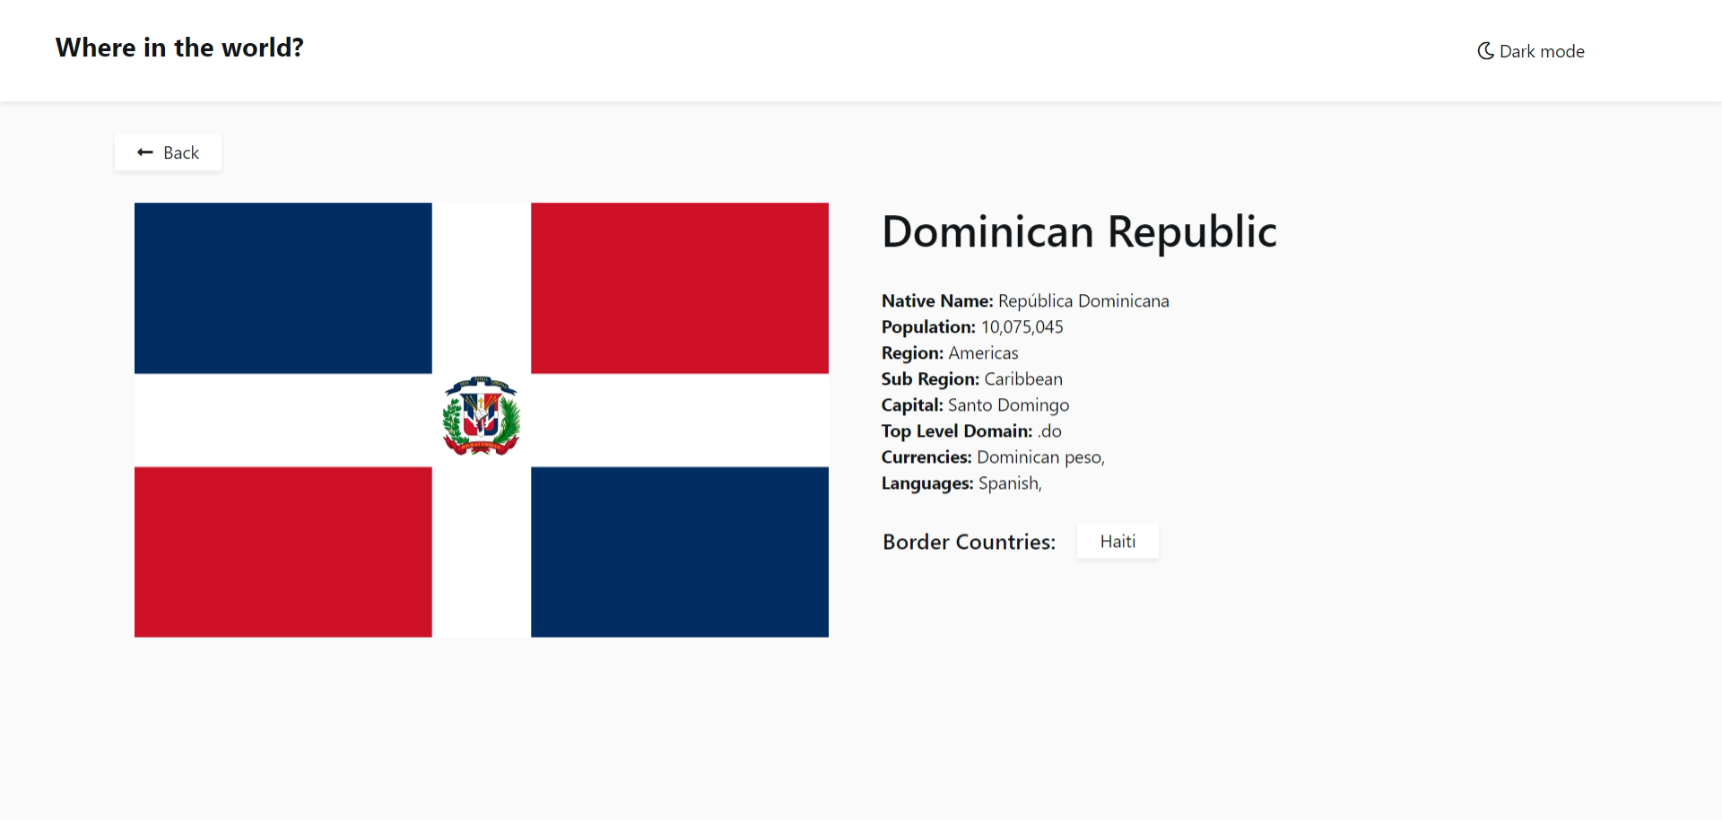 Where in the world?
Dark mode
Back
Dominican Republic
Native Name: República Dominicana
Population: 10,075,045
Region: Americas
Sub Region: Caribbean
Capital: Santo Domingo
Top Level Domain: .do
Currencies: Dominican peso,
Languages: Spanish,
Border Countries: Haiti